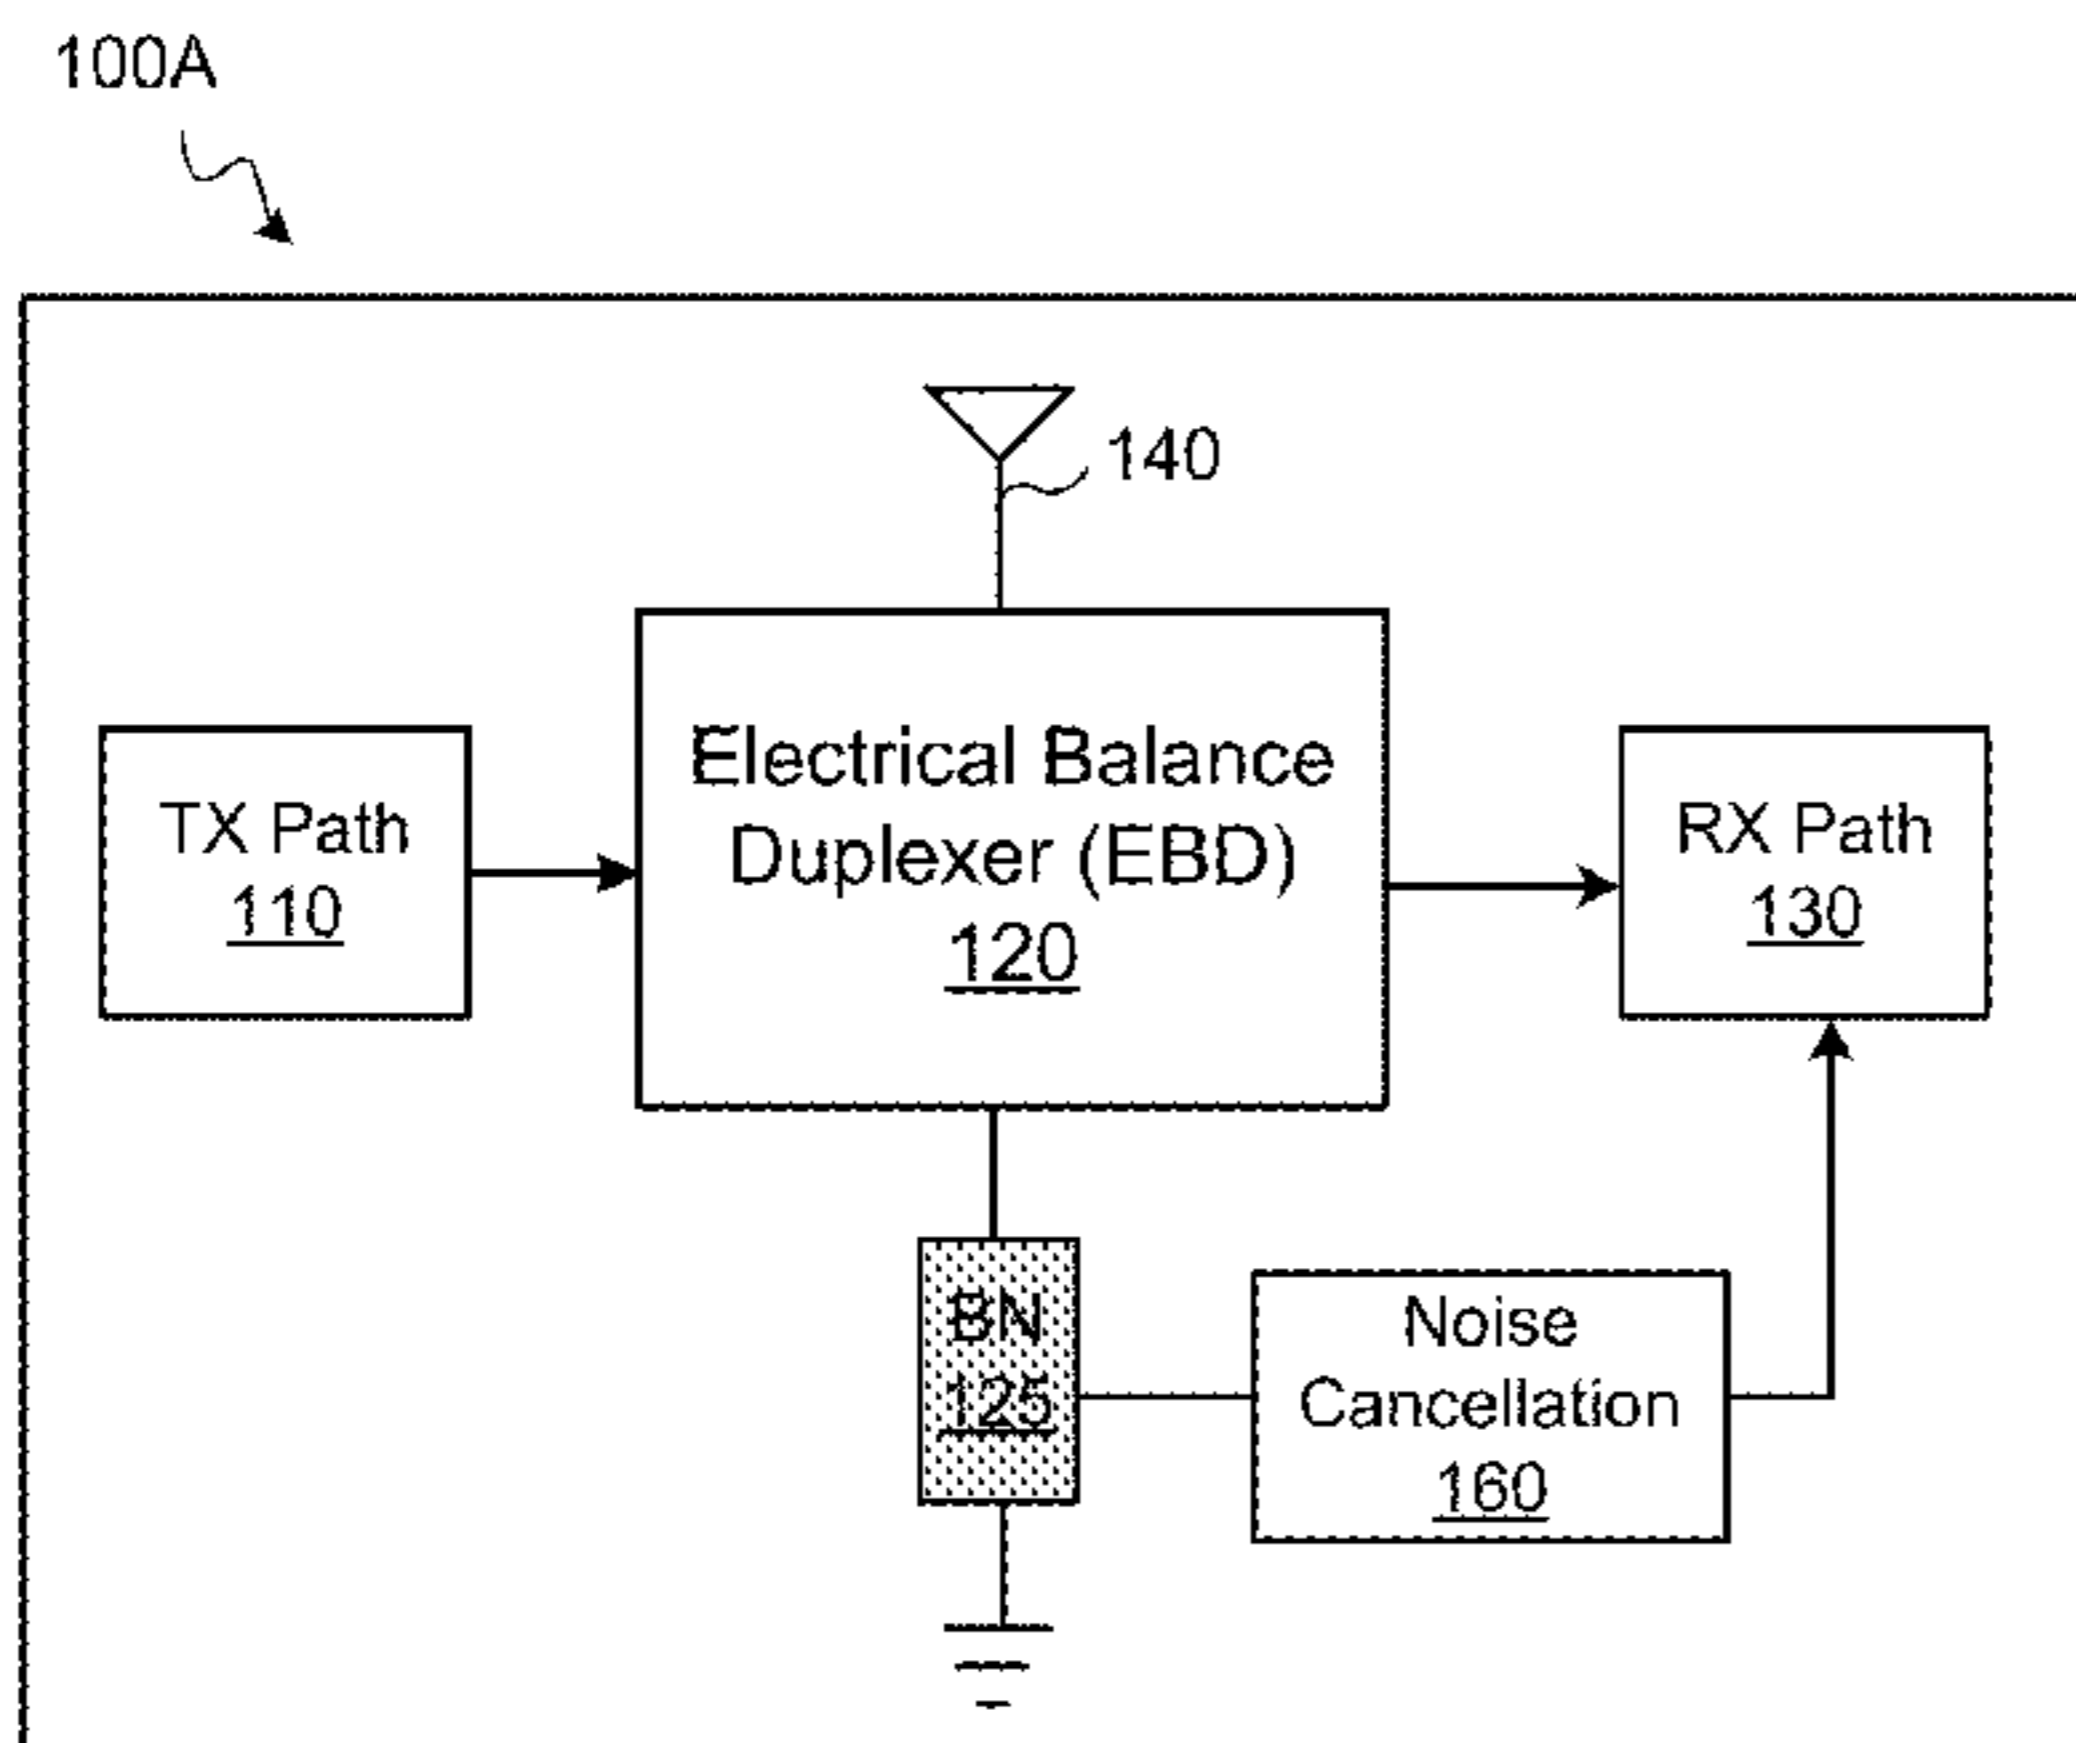 100A
140
Electrical Balance
Duplexer (EBD)
120
TX Path
110
RX Path
130
BN
125
Noise
Cancellation
160